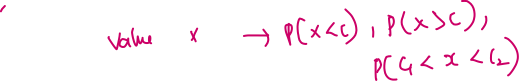 value x → P(x<c), P(x>c),
P(c₁ < x < c₂)